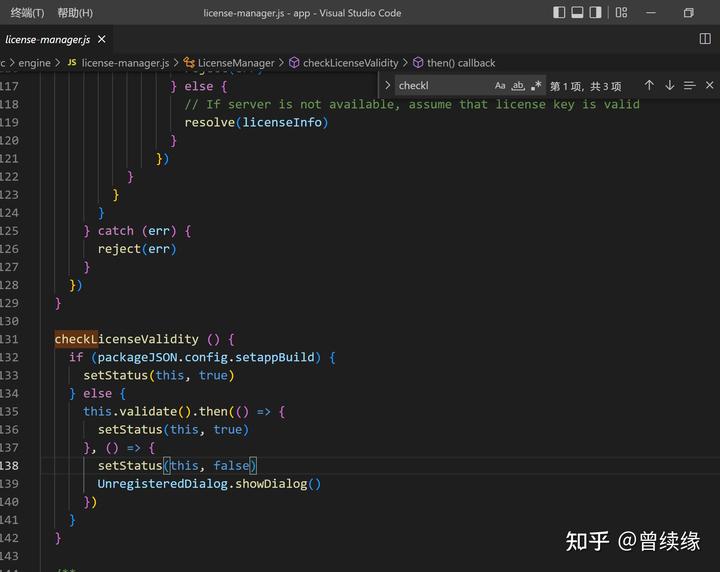 终端(T) 帮助(H) license-manager.js - app - Visual Studio Code
license-manager.js
engine > JS license-manager.js > LicenseManager > checkLicenseValidity > then() callback
checkl Aa ab .* 第 1 项，共 3 项
117 } else {
118 // If server is not available, assume that license key is valid
119 resolve(licenseInfo)
120 }
121 })
122 }
123 }
124 }
125 } catch (err) {
126 reject(err)
127 }
128 })
129 }
130
131 checkLicenseValidity () {
132 if (packageJSON.config.setappBuild) {
133 setStatus(this, true)
134 } else {
135 this.validate().then(() => {
136 setStatus(this, true)
137 }, () => {
138 setStatus(this, false)
139 UnregisteredDialog.showDialog()
140 })
141 }
142 }
143
/**
知乎 @曾续缘